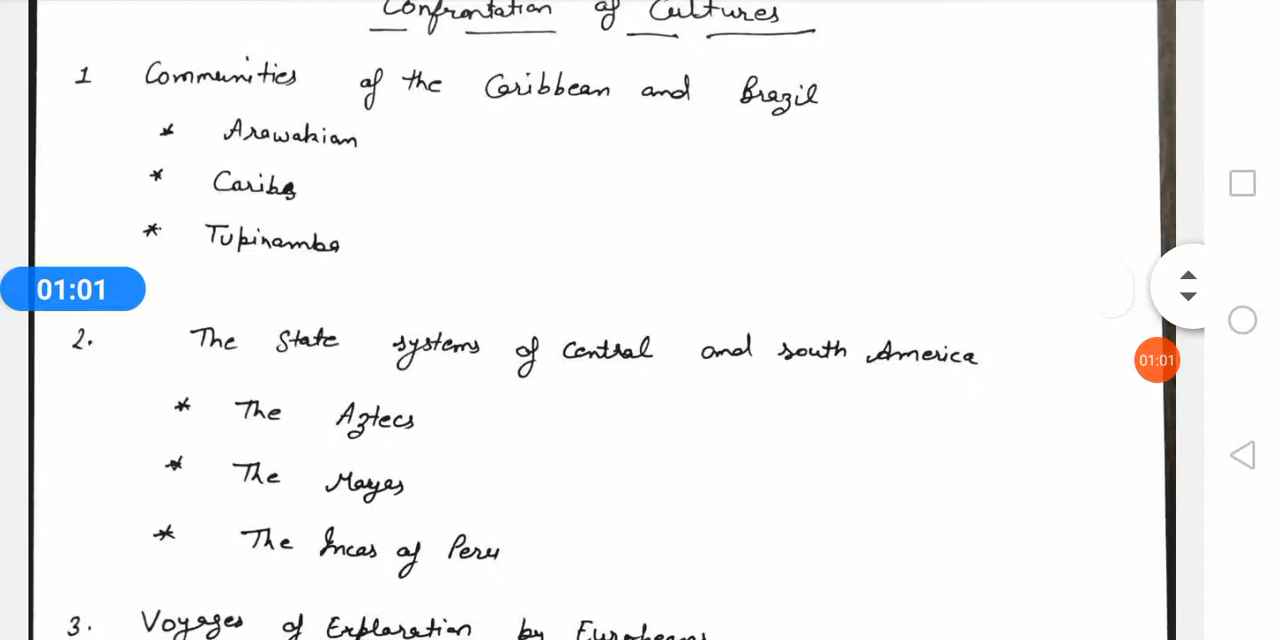 Confrontation of Cultures
1 Communities of the Caribbean and Brazil
* Arawakian
* Caribs
* Tupinamba
01:01
2. The State systems of Central and south America
01:01
* The Aztecs
* The Mayas
* The Incas of Peru
3. Voyages of Exploration by Europeans